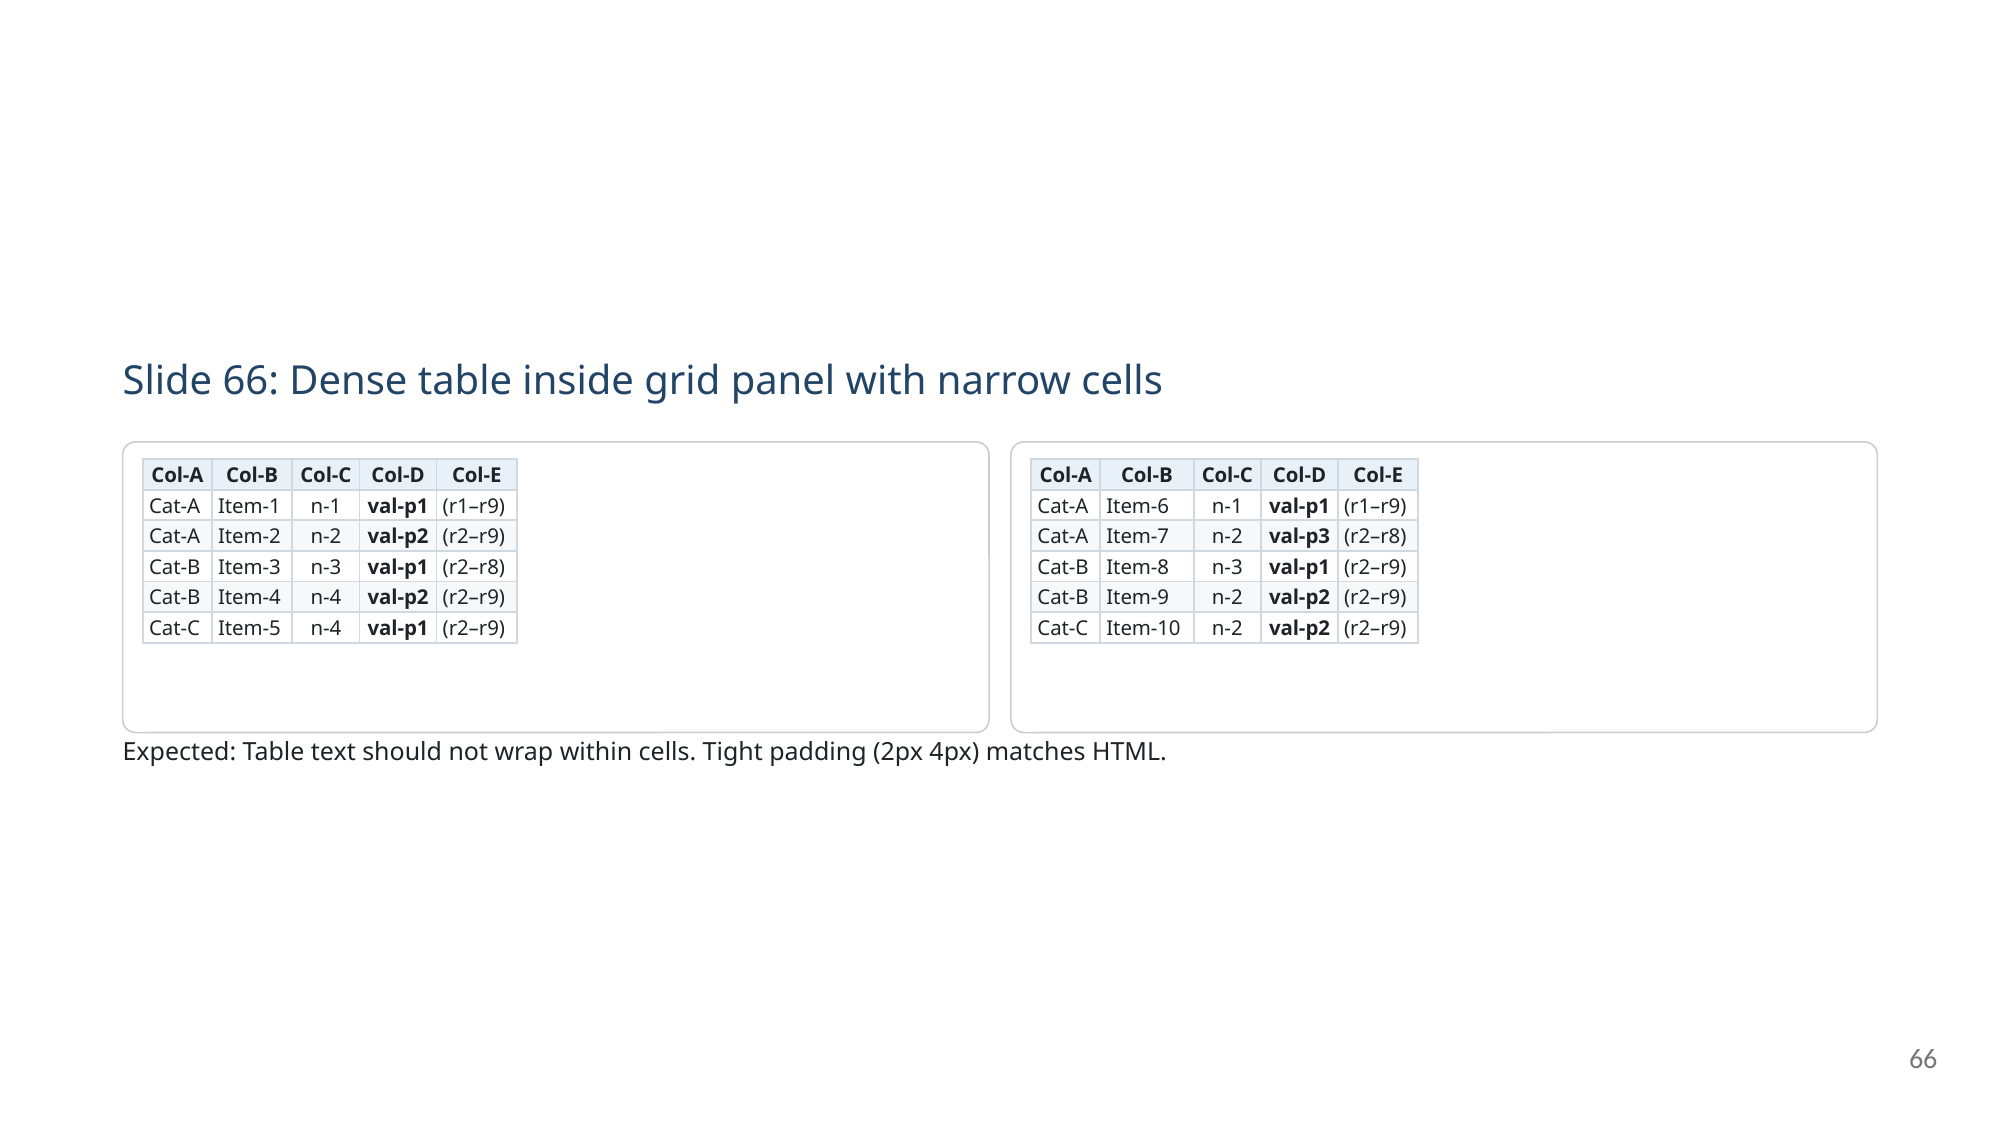 Slide 66: Dense table inside grid panel with narrow cells
Col-A Col-B Col-C Col-D Col-E
Cat-A Item-1 n-1 val-p1 (r1–r9)
Cat-A Item-2 n-2 val-p2 (r2–r9)
Cat-B Item-3 n-3 val-p1 (r2–r8)
Cat-B Item-4 n-4 val-p2 (r2–r9)
Cat-C Item-5 n-4 val-p1 (r2–r9)
Col-A Col-B Col-C Col-D Col-E
Cat-A Item-6 n-1 val-p1 (r1–r9)
Cat-A Item-7 n-2 val-p3 (r2–r8)
Cat-B Item-8 n-3 val-p1 (r2–r9)
Cat-B Item-9 n-2 val-p2 (r2–r9)
Cat-C Item-10 n-2 val-p2 (r2–r9)
Expected: Table text should not wrap within cells. Tight padding (2px 4px) matches HTML.
66